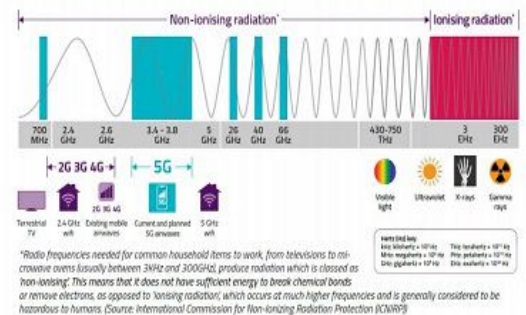 Non-ionising radiation*
Ionising radiation*
700 MHz
2.4 GHz
2.6 GHz
3.4 - 3.8 GHz
5 GHz
26 GHz
40 GHz
66 GHz
430-750 THz
3 EHz
300 EHz
2G 3G 4G
5G
Terrestrial TV
2.4 GHz wifi
2G 3G 4G
Existing mobile airwaves
Current and planned 5G airwaves
5 GHz wifi
Visible light
Ultraviolet
X-rays
Gamma rays
Hertz (Hz) key
*Radio frequencies needed for common household items to work, from televisions to mi-
crowave ovens (usually between 3KHz and 300GHz), produce radiation which is classed as
'non-ionising'. This means that it does not have sufficient energy to break chemical bonds
or remove electrons, as opposed to 'ionising radiation', which occurs at much higher frequencies and is generally considered to be
hazardous to humans. (Source: International Commission for Non-Ionizing Radiation Protection (ICNIRP))